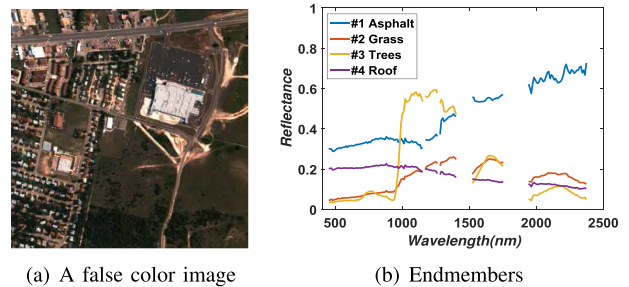 1
0.8
0.6
0.4
0.2
0
Reflectance
#1 Asphalt
#2 Grass
#3 Trees
#4 Roof
500 1000 1500 2000 2500
Wavelength(nm)
(a) A false color image
(b) Endmembers